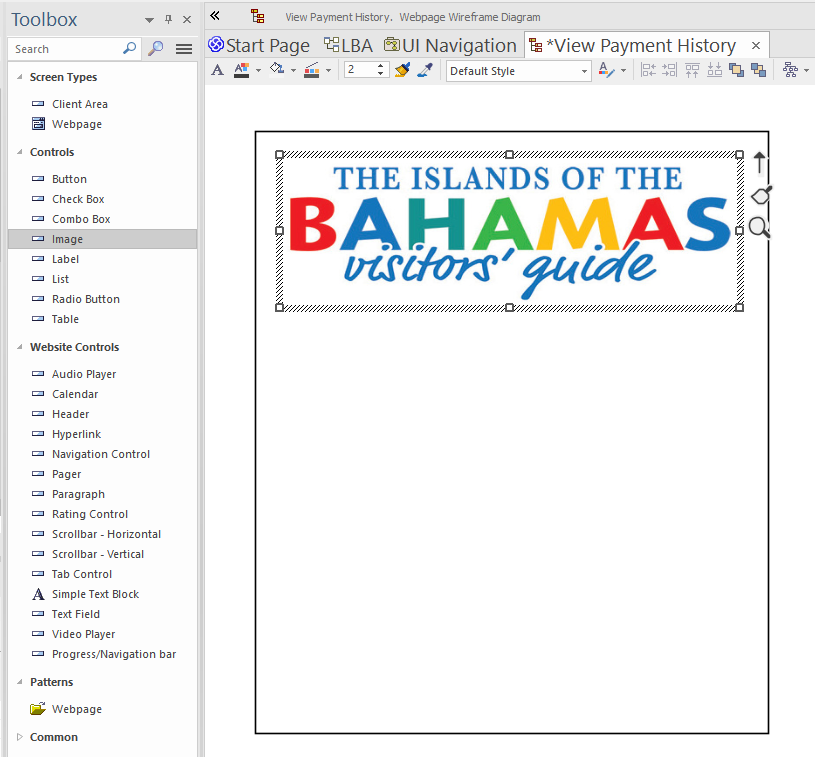 Toolbox
Search
Screen Types
Client Area
Webpage
Controls
Button
Check Box
Combo Box
Image
Label
List
Radio Button
Table
Website Controls
Audio Player
Calendar
Header
Hyperlink
Navigation Control
Pager
Paragraph
Rating Control
Scrollbar - Horizontal
Scrollbar - Vertical
Tab Control
A Simple Text Block
Text Field
Video Player
Progress/Navigation bar
Patterns
Webpage
Common
View Payment History. Webpage Wireframe Diagram
Start Page LBA UI Navigation *View Payment History
2 Default Style
THE ISLANDS OF THE
BAHAMAS
visitors' guide